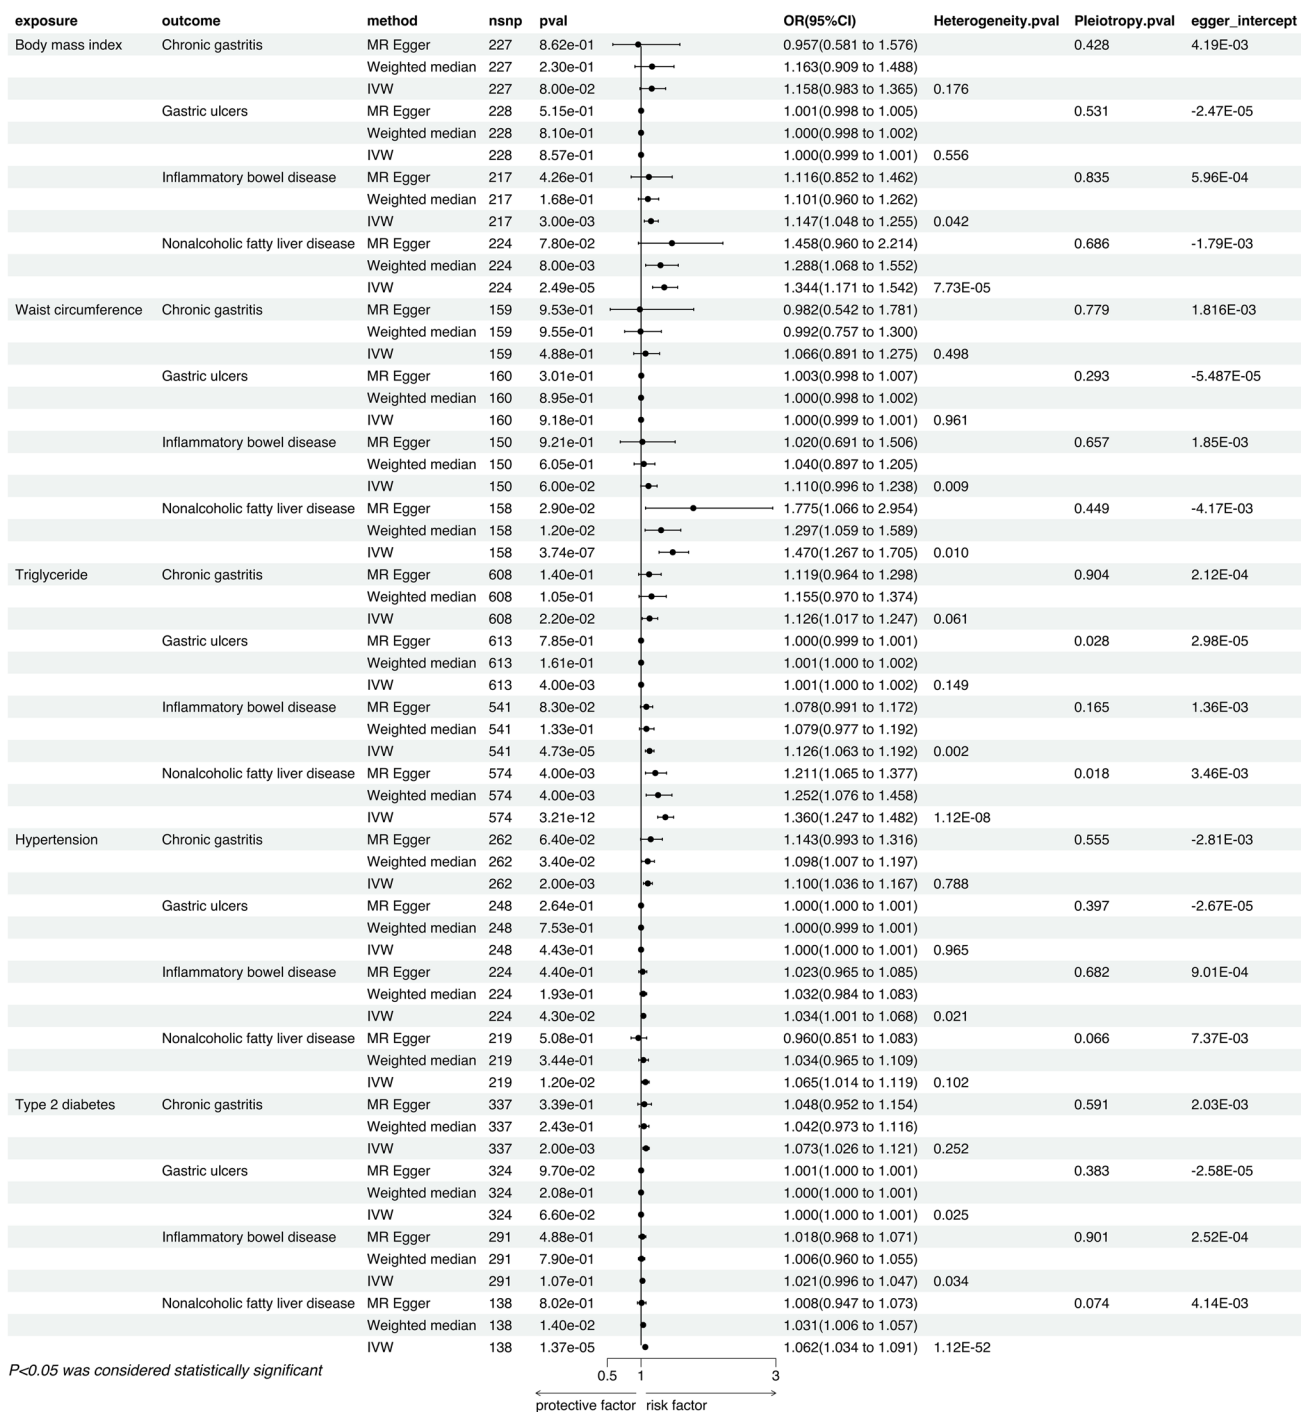 exposure outcome method nsnp pval OR(95%CI) Heterogeneity.pval Pleiotropy.pval egger_intercept
Body mass index Chronic gastritis MR Egger 227 8.62e-01 0.957(0.581 to 1.576) 0.428 4.19E-03
Weighted median 227 2.30e-01 1.163(0.909 to 1.488)
IVW 227 8.00e-02 1.158(0.983 to 1.365) 0.176
Gastric ulcers MR Egger 228 5.15e-01 1.001(0.998 to 1.005) 0.531 -2.47E-05
Weighted median 228 8.10e-01 1.000(0.998 to 1.002)
IVW 228 8.57e-01 1.000(0.999 to 1.001) 0.556
Inflammatory bowel disease MR Egger 217 4.26e-01 1.116(0.852 to 1.462) 0.835 5.96E-04
Weighted median 217 1.68e-01 1.101(0.960 to 1.262)
IVW 217 3.00e-03 1.147(1.048 to 1.255) 0.042
Nonalcoholic fatty liver disease MR Egger 224 7.80e-02 1.458(0.960 to 2.214) 0.686 -1.79E-03
Weighted median 224 8.00e-03 1.288(1.068 to 1.552)
IVW 224 2.49e-05 1.344(1.171 to 1.542) 7.73E-05
Waist circumference Chronic gastritis MR Egger 159 9.53e-01 0.982(0.542 to 1.781) 0.779 1.816E-03
Weighted median 159 9.55e-01 0.992(0.757 to 1.300)
IVW 159 4.88e-01 1.066(0.891 to 1.275) 0.498
Gastric ulcers MR Egger 160 3.01e-01 1.003(0.998 to 1.007) 0.293 -5.487E-05
Weighted median 160 8.95e-01 1.000(0.998 to 1.002)
IVW 160 9.18e-01 1.000(0.999 to 1.001) 0.961
Inflammatory bowel disease MR Egger 150 9.21e-01 1.020(0.691 to 1.506) 0.657 1.85E-03
Weighted median 150 6.05e-01 1.040(0.897 to 1.205)
IVW 150 6.00e-02 1.110(0.996 to 1.238) 0.009
Nonalcoholic fatty liver disease MR Egger 158 2.90e-02 1.775(1.066 to 2.954) 0.449 -4.17E-03
Weighted median 158 1.20e-02 1.297(1.059 to 1.589)
IVW 158 3.74e-07 1.470(1.267 to 1.705) 0.010
Triglyceride Chronic gastritis MR Egger 608 1.40e-01 1.119(0.964 to 1.298) 0.904 2.12E-04
Weighted median 608 1.05e-01 1.155(0.970 to 1.374)
IVW 608 2.20e-02 1.126(1.017 to 1.247) 0.061
Gastric ulcers MR Egger 613 7.85e-01 1.000(0.999 to 1.001) 0.028 2.98E-05
Weighted median 613 1.61e-01 1.001(1.000 to 1.002)
IVW 613 4.00e-03 1.001(1.000 to 1.002) 0.149
Inflammatory bowel disease MR Egger 541 8.30e-02 1.078(0.991 to 1.172) 0.165 1.36E-03
Weighted median 541 1.33e-01 1.079(0.977 to 1.192)
IVW 541 4.73e-05 1.126(1.063 to 1.192) 0.002
Nonalcoholic fatty liver disease MR Egger 574 4.00e-03 1.211(1.065 to 1.377) 0.018 3.46E-03
Weighted median 574 4.00e-03 1.252(1.076 to 1.458)
IVW 574 3.21e-12 1.360(1.247 to 1.482) 1.12E-08
Hypertension Chronic gastritis MR Egger 262 6.40e-02 1.143(0.993 to 1.316) 0.555 -2.81E-03
Weighted median 262 3.40e-02 1.098(1.007 to 1.197)
IVW 262 2.00e-03 1.100(1.036 to 1.167) 0.788
Gastric ulcers MR Egger 248 2.64e-01 1.000(1.000 to 1.001) 0.397 -2.67E-05
Weighted median 248 7.53e-01 1.000(0.999 to 1.001)
IVW 248 4.43e-01 1.000(1.000 to 1.001) 0.965
Inflammatory bowel disease MR Egger 224 4.40e-01 1.023(0.965 to 1.085) 0.682 9.01E-04
Weighted median 224 1.93e-01 1.032(0.984 to 1.083)
IVW 224 4.30e-02 1.034(1.001 to 1.068) 0.021
Nonalcoholic fatty liver disease MR Egger 219 5.08e-01 0.960(0.851 to 1.083) 0.066 7.37E-03
Weighted median 219 3.44e-01 1.034(0.965 to 1.109)
IVW 219 1.20e-02 1.065(1.014 to 1.119) 0.102
Type 2 diabetes Chronic gastritis MR Egger 337 3.39e-01 1.048(0.952 to 1.154) 0.591 2.03E-03
Weighted median 337 2.43e-01 1.042(0.973 to 1.116)
IVW 337 2.00e-03 1.073(1.026 to 1.121) 0.252
Gastric ulcers MR Egger 324 9.70e-02 1.001(1.000 to 1.001) 0.383 -2.58E-05
Weighted median 324 2.08e-01 1.000(1.000 to 1.001)
IVW 324 6.60e-02 1.000(1.000 to 1.001) 0.025
Inflammatory bowel disease MR Egger 291 4.88e-01 1.018(0.968 to 1.071) 0.901 2.52E-04
Weighted median 291 7.90e-01 1.006(0.960 to 1.055)
IVW 291 1.07e-01 1.021(0.996 to 1.047) 0.034
Nonalcoholic fatty liver disease MR Egger 138 8.02e-01 1.008(0.947 to 1.073) 0.074 4.14E-03
Weighted median 138 1.40e-02 1.031(1.006 to 1.057)
IVW 138 1.37e-05 1.062(1.034 to 1.091) 1.12E-52
P<0.05 was considered statistically significant
0.5 1 3
protective factor risk factor